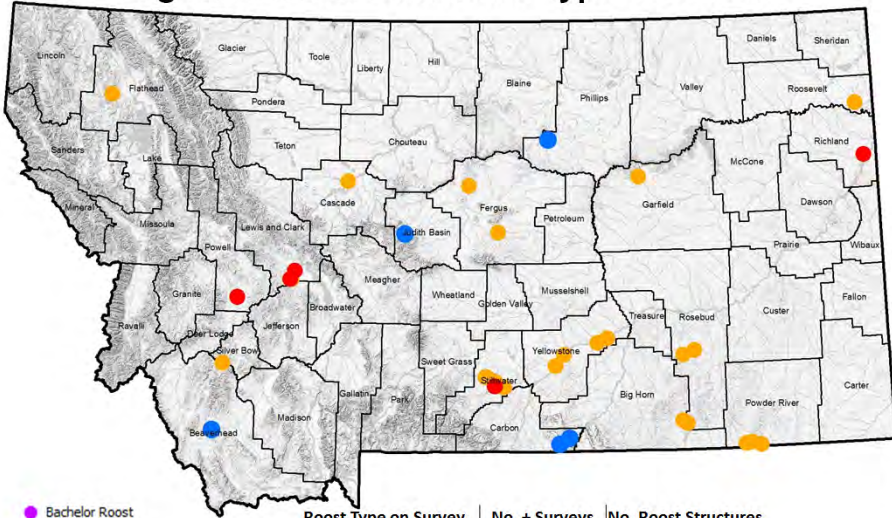 Daniels
Sheridan
Glacier
Toole
Hill
Lincoln
Liberty
Blaine
Flathead
Phillips
Valley
Roosevelt
Pondera
Richland
Teton
Chouteau
Sanders
Lake
McCone
Cascade
Garfield
Dawson
Mineral
Fergus
Missoula
Lewis and Clark
Judith Basin
Petroleum
Powell
Prairie
Wibaux
Meagher
Granite
Wheatland
Musselshell
Fallon
Golden Valley
Broadwater
Custer
Ravalli
Jefferson
Treasure
Rosebud
Deer Lodge
Silver Bow
Yellowstone
Sweet Grass
Stillwater
Carter
Gallatin
Park
Big Horn
Powder River
Madison
Carbon
Beaverhead
Bachelor Roost
Roost Type on Survey | No. + Surveys | No. Roost Structures